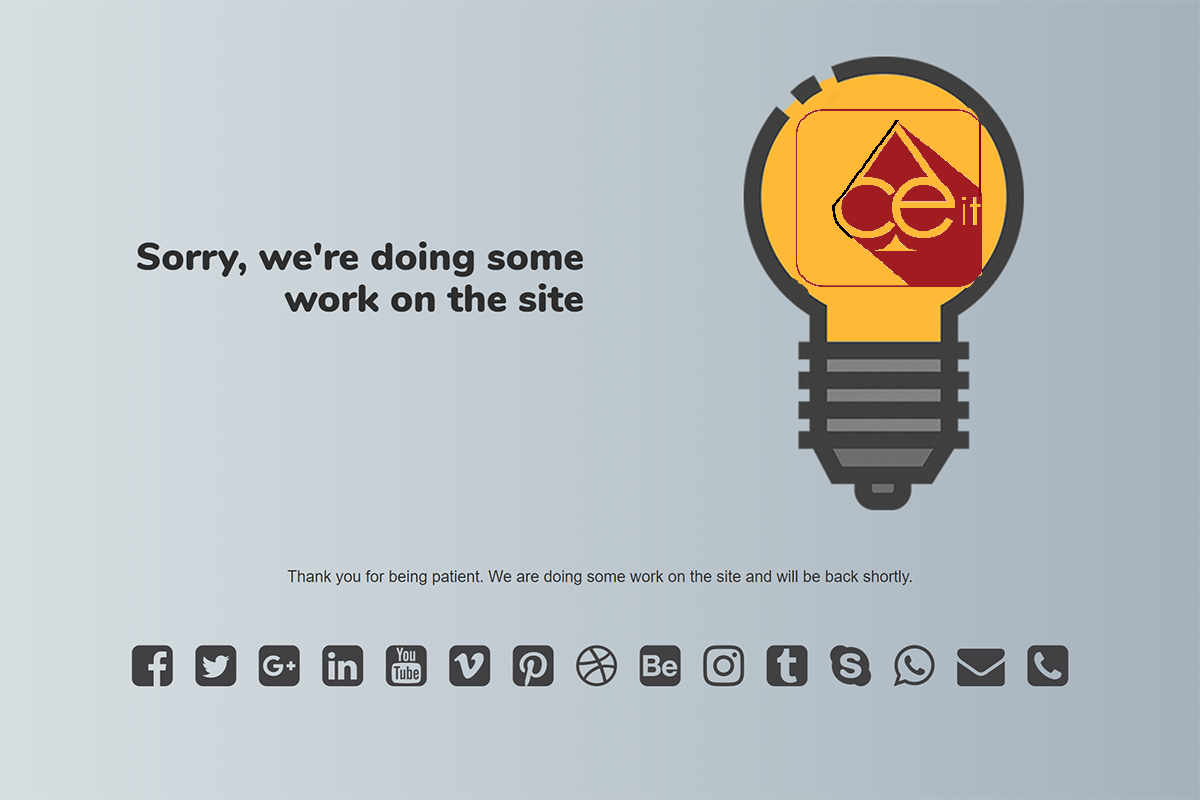 Sorry, we're doing some
work on the site
ce it
Thank you for being patient. We are doing some work on the site and will be back shortly.
G+ in You Tube Be t S